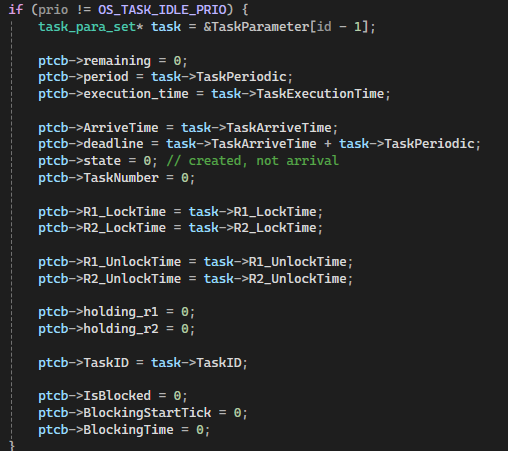 if (prio != OS_TASK_IDLE_PRIO) {
task_para_set* task = &TaskParameter[id - 1];
ptcb->remaining = 0;
ptcb->period = task->TaskPeriodic;
ptcb->execution_time = task->TaskExecutionTime;
ptcb->ArriveTime = task->TaskArriveTime;
ptcb->deadline = task->TaskArriveTime + task->TaskPeriodic;
ptcb->state = 0; // created, not arrival
ptcb->TaskNumber = 0;
ptcb->R1_LockTime = task->R1_LockTime;
ptcb->R2_LockTime = task->R2_LockTime;
ptcb->R1_UnlockTime = task->R1_UnlockTime;
ptcb->R2_UnlockTime = task->R2_UnlockTime;
ptcb->holding_r1 = 0;
ptcb->holding_r2 = 0;
ptcb->TaskID = task->TaskID;
ptcb->IsBlocked = 0;
ptcb->BlockingStartTick = 0;
ptcb->BlockingTime = 0;
}